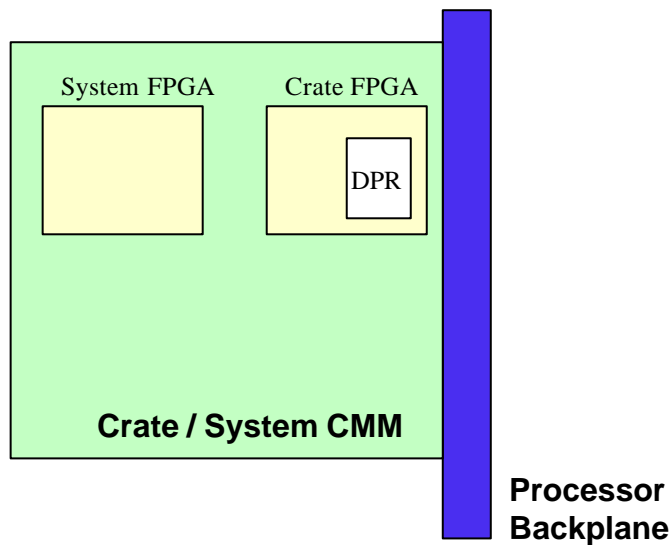 System FPGA
Crate FPGA
DPR
Crate / System CMM
Processor
Backplane